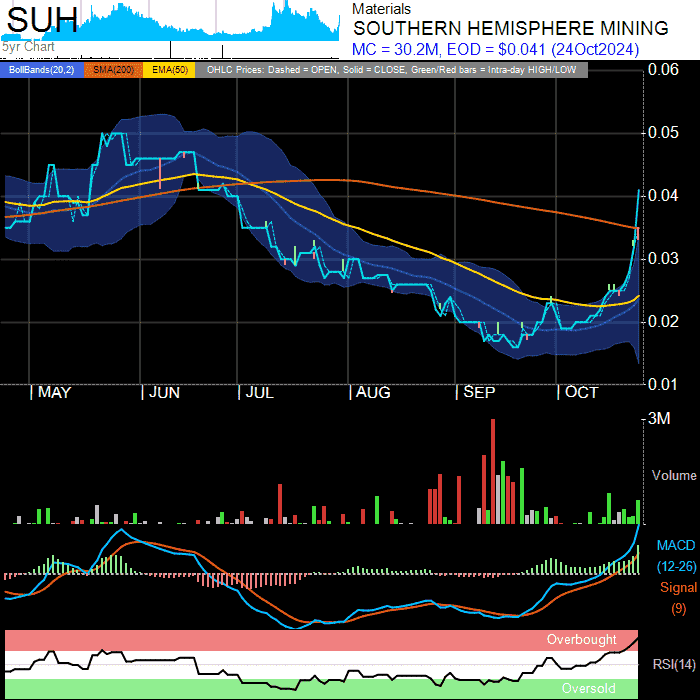 SUH
5yr Chart
Materials
SOUTHERN HEMISPHERE MINING
MC = 30.2M, EOD = $0.041 (24Oct2024)
BollBands(20,2) SMA(200) EMA(50) OHLC Prices: Dashed = OPEN, Solid = CLOSE, Green/Red bars = Intra-day HIGH/LOW
0.06
0.05
0.04
0.03
0.02
0.01
MAY JUN JUL AUG SEP OCT
3M
Volume
MACD
(12-26)
Signal
(9)
Overbought
RSI(14)
Oversold